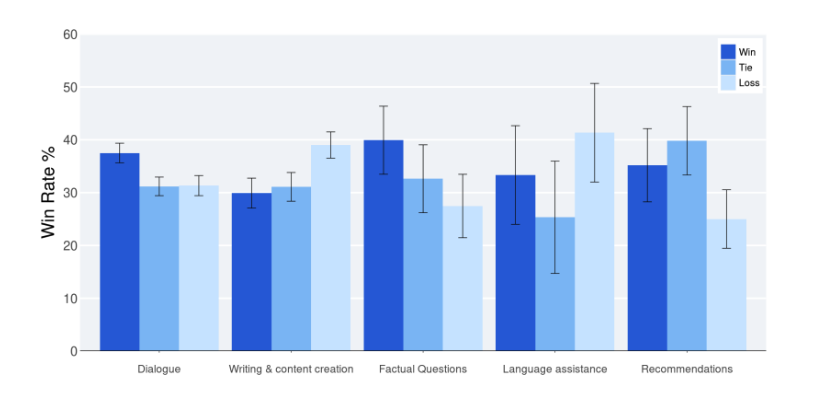 60
50
40
30
20
10
0
Win Rate %
Win
Tie
Loss
Dialogue
Writing & content creation
Factual Questions
Language assistance
Recommendations